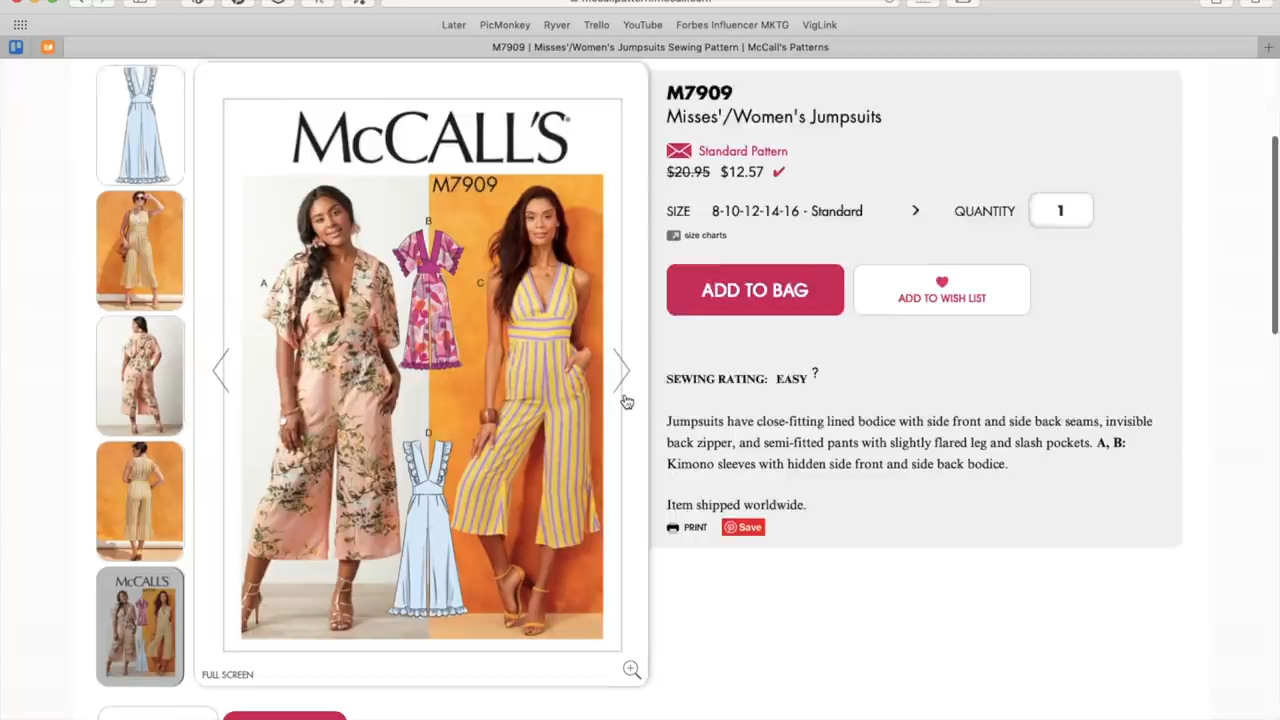 Later PicMonkey Ryver Trello YouTube Forbes Influencer MKTG VigLink
M7909 | Misses'/Women's Jumpsuits Sewing Pattern | McCall's Patterns
McCALL'S
M7909
A
B
C
D
McCALL'S
FULL SCREEN
M7909
Misses'/Women's Jumpsuits
Standard Pattern
$20.95 $12.57
SIZE 8-10-12-14-16 - Standard > QUANTITY 1
size charts
ADD TO BAG
ADD TO WISH LIST
SEWING RATING: EASY ?
Jumpsuits have close-fitting lined bodice with side front and side back seams, invisible
back zipper, and semi-fitted pants with slightly flared leg and slash pockets. A, B:
Kimono sleeves with hidden side front and side back bodice.
Item shipped worldwide.
PRINT Save